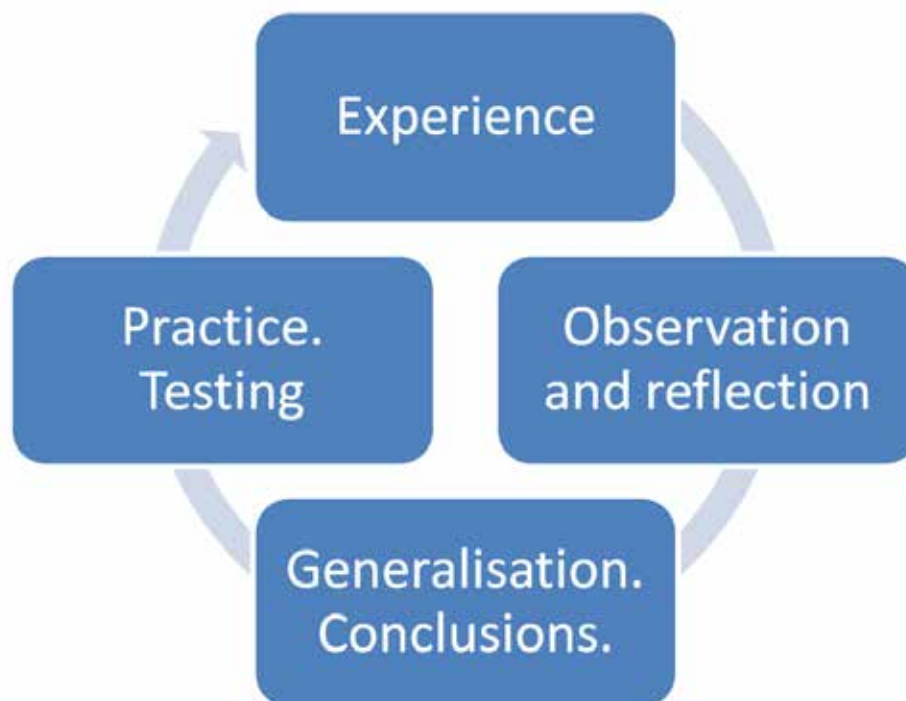 Experience
Observation
and reflection
Generalisation.
Conclusions.
Practice.
Testing